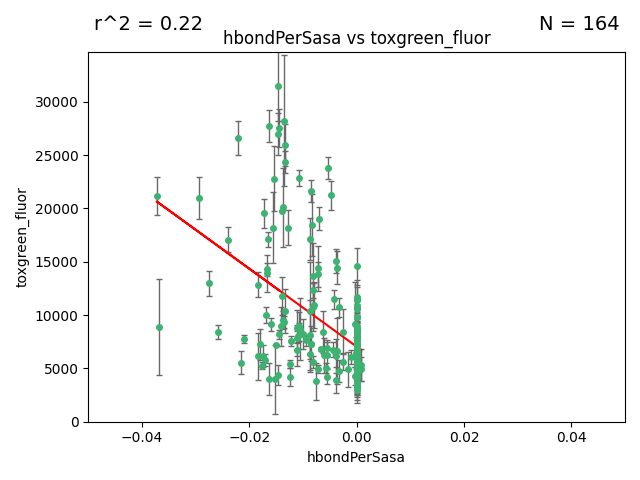 r^2 = 0.22
N = 164
hbondPerSasa vs toxgreen_fluor
toxgreen_fluor
30000
25000
20000
15000
10000
5000
0
−0.04
−0.02
0.00
0.02
0.04
hbondPerSasa